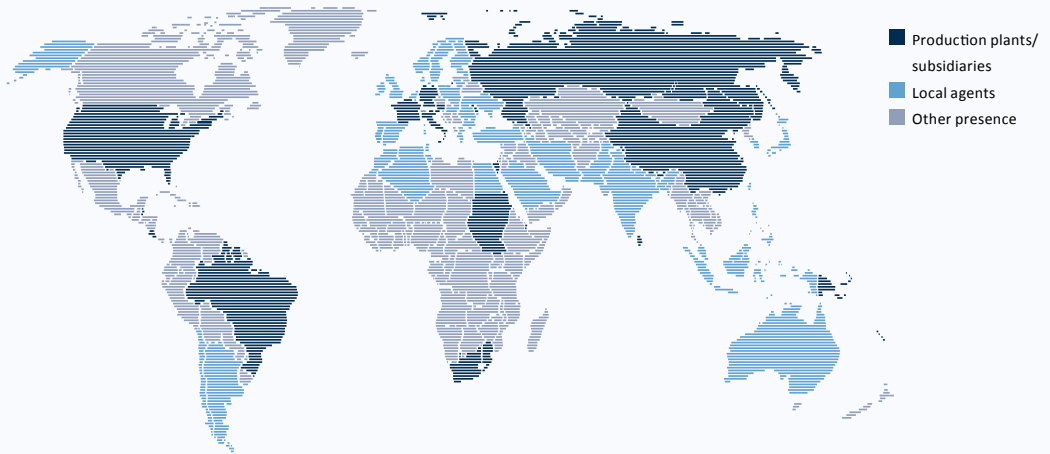 Production plants/
subsidiaries
Local agents
Other presence